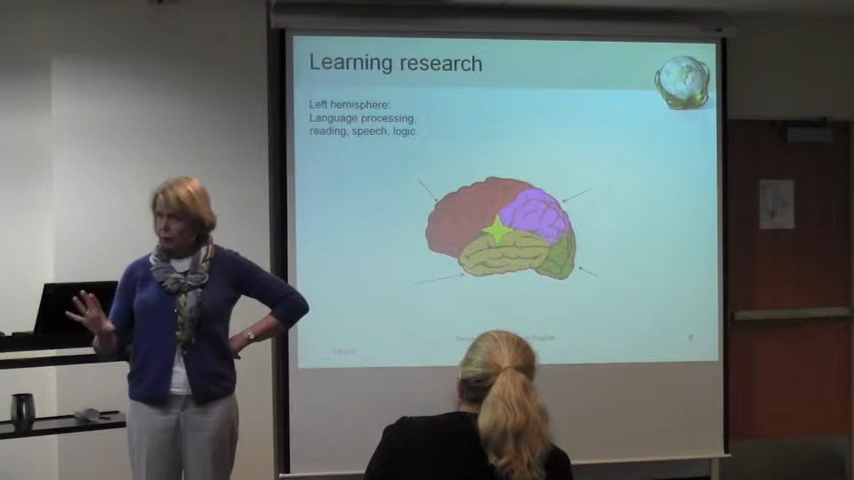 Learning research
Left hemisphere:
Language processing,
reading, speech, logic